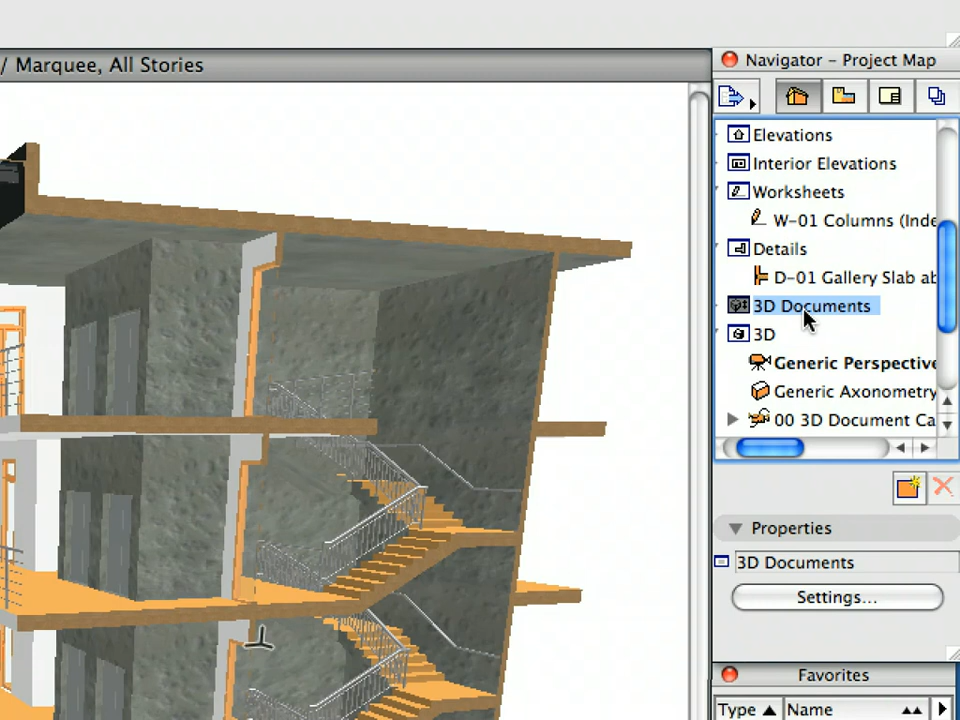 / Marquee, All Stories
Navigator – Project Map
Elevations
Interior Elevations
Worksheets
W-01 Columns (Inde
Details
D-01 Gallery Slab ab
3D Documents
3D
Generic Perspective
Generic Axonometry
00 3D Document Ca
Properties
3D Documents
Settings...
Favorites
Type Name